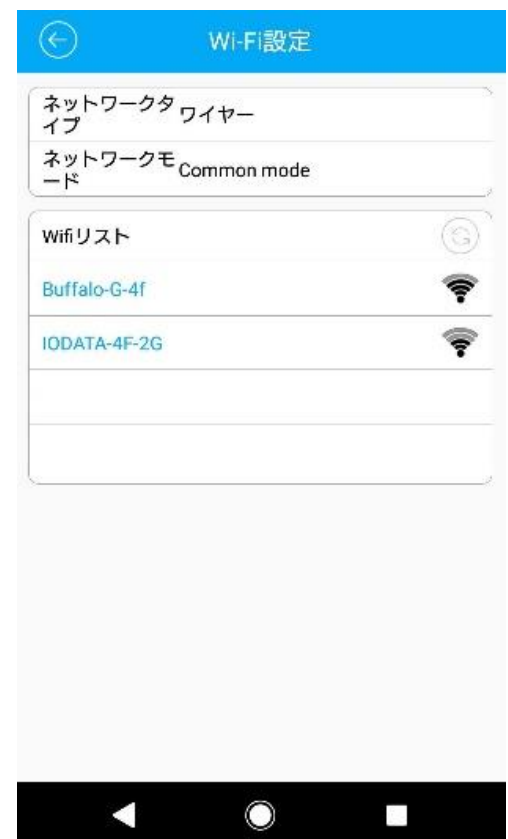 Wi-Fi設定
ネットワークタ
イプ
ワイヤー
ネットワークモ
ード
Common mode
Wifiリスト
Buffalo-G-4f
IODATA-4F-2G